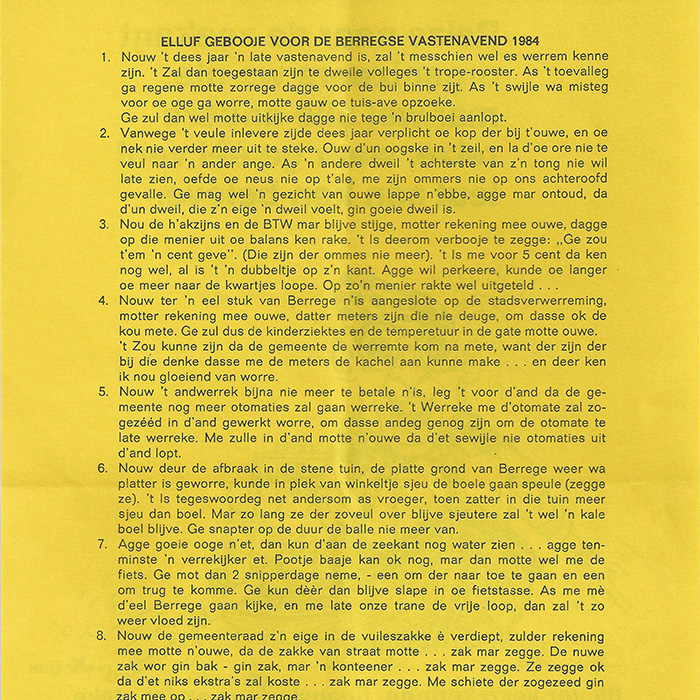 ELLUF GEBOOJE VOOR DE BERREGSE VASTENAVEND 1984
1. Nouw 't dees jaar 'n late vastenavend is, zal 't messchien wel es werrem kenne
zijn. 't Zal dan toegestaan zijn te dweile volleges 't trope-rooster. As 't toevalleg
ga regene motte zorrege dagge voor de bui binne zijt. As 't swijle wa misteg
voor oe oge ga worre, motte gauw oe tuis-ave opzoeke.
Ge zul dan wel motte uitkijke dagge nie tege 'n brulboei aanlopt.
2. Vanwege 't veule inlevere zijde dees jaar verplicht oe kop der bij t'ouwe, en oe
nek nie verder meer uit te steke. Ouw d'un oogske in 't zeil, en la d'oe ore nie te
veul naar 'n ander ange. As 'n andere dweil 't achterste van z'n tong nie wil
late zien, oefde oe neus nie op t'ale, me zijn ommers nie op ons achteroofd
gevalle. Ge mag wel 'n gezicht van ouwe lappe n'ebbe, agge mar ontoud, da
d'un dweil, die z'n eige 'n dweil voelt, gin goeie dweil is.
3. Nou de h'akzijns en de BTW mar blijve stijge, motter rekening mee ouwe, dagge
op die menier uit oe balans ken rake. 't Is deerom verbooje te zegge: „Ge zou
t'em 'n cent geve". (Die zijn der ommes nie meer). 't Is me voor 5 cent da ken
nog wel, al is 't 'n dubbeltje op z'n kant. Agge wil perkeere, kunde oe langer
oe meer naar de kwartjes loope. Op zo'n menier rakte wel uitgeteld . . .
4. Nouw ter 'n eel stuk van Berrege n'is aangeslote op de stadsverwerreming,
motter rekening mee ouwe, datter meters zijn die nie deuge, om dasse ok de
kou mete. Ge zul dus de kinderziektes en de temperetuur in de gate motte ouwe.
't Zou kunne zijn da de gemeente de werremte kom na mete, want der zijn der
bij die denke dasse me de meters de kachel aan kunne make . . . en deer ken
ik nou gloeiend van worre.
5. Nouw 't andwerrek bijna nie meer te betale n'is, leg 't voor d'and da de ge-
meente nog meer otomaties zal gaan werreke. 't Werreke me d'otomate zal zo-
gezééd in d'and gewerkt worre, om dasse andeg genog zijn om de otomate te
late werreke. Me zulle in d'and motte n'ouwe da d'et sewijle nie otomaties uit
d'and lopt.
6. Nouw deur de afbraak in de stene tuin, de platte grond van Berrege weer wa
platter is geworre, kunde in plek van winkeltje sjeu de boele gaan speule (zegge
ze). 't Is tegeswoordeg net andersom as vroeger, toen zatter in die tuin meer
sjeu dan boel. Mar zo lang ze der zoveul over blijve sjeutere zal 't wel 'n kale
boel blijve. Ge snapter op de duur de balle nie meer van.
7. Agge goeie ooge n'et, dan kun d'aan de zeekant nog water zien . . . agge ten-
minste 'n verrekijker et. Pootje baaje kan ok nog, mar dan motte wel me de
fiets. Ge mot dan 2 snipperdage neme, - een om der naar toe te gaan en een
om trug te komme. Ge kun dèèr dan blijve slape in oe fietstasse. As me mè
d'eel Berrege gaan kijke, en me late onze trane de vrije loop, dan zal 't zo
weer vloed zijn.
8. Nouw de gemeenteraad z'n eige in de vuileszakke è verdiept, zulder rekening
mee motte n'ouwe, da de zakke van straat motte . . . zak mar zegge. De nuwe
zak wor gin bak - gin zak, mar 'n konteener . . . zak mar zegge. Ze zegge ok
da d'et niks ekstra's zal koste . . . zak mar zegge. Me schiete der zogezeed gin
zak mee op . . . zak mar zegge.